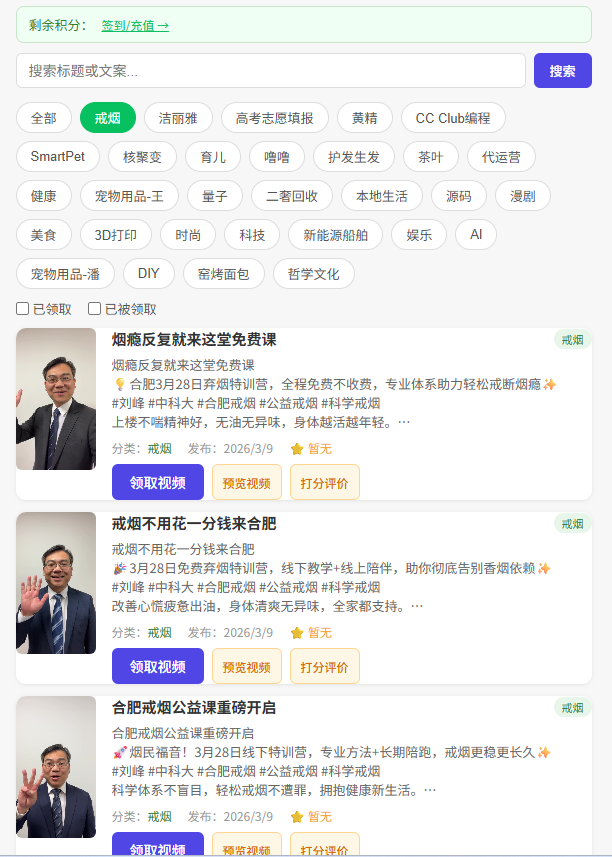 剩余积分： 签到/充值 →
搜索标题或文案...
搜索
全部 戒烟 洁丽雅 高考志愿填报 黄精 CC Club编程
SmartPet 核聚变 育儿 噜噜 护发生发 茶叶 代运营
健康 宠物用品-王 量子 二奢回收 本地生活 源码 漫剧
美食 3D打印 时尚 科技 新能源船舶 娱乐 AI
宠物用品-潘 DIY 窑烤面包 哲学文化
已领取 已被领取
烟瘾反复就来这堂免费课 戒烟
烟瘾反复就来这堂免费课
💡 合肥3月28日弃烟特训营，全程免费不收费，专业体系助力轻松戒断烟瘾✨
#刘峰 #中科大 #合肥戒烟 #公益戒烟 #科学戒烟
上楼不喘精神好，无油无异味，身体越活越年轻。…
分类：戒烟 发布：2026/3/9 ⭐ 暂无
领取视频 预览视频 打分评价
戒烟不用花一分钱来合肥 戒烟
戒烟不用花一分钱来合肥
🎉 3月28日免费弃烟特训营，线下教学+线上陪伴，助你彻底告别香烟依赖✨
#刘峰 #中科大 #合肥戒烟 #公益戒烟 #科学戒烟
改善心慌疲惫出油，身体清爽无异味，全家都支持。…
分类：戒烟 发布：2026/3/9 ⭐ 暂无
领取视频 预览视频 打分评价
合肥戒烟公益课重磅开启 戒烟
合肥戒烟公益课重磅开启
🚀 烟民福音！3月28日线下特训营，专业方法+长期陪跑，戒烟更稳更长久✨
#刘峰 #中科大 #合肥戒烟 #公益戒烟 #科学戒烟
科学体系不盲目，轻松戒烟不遭罪，拥抱健康新生活。…
分类：戒烟 发布：2026/3/9 ⭐ 暂无
领取视频 预览视频 打分评价